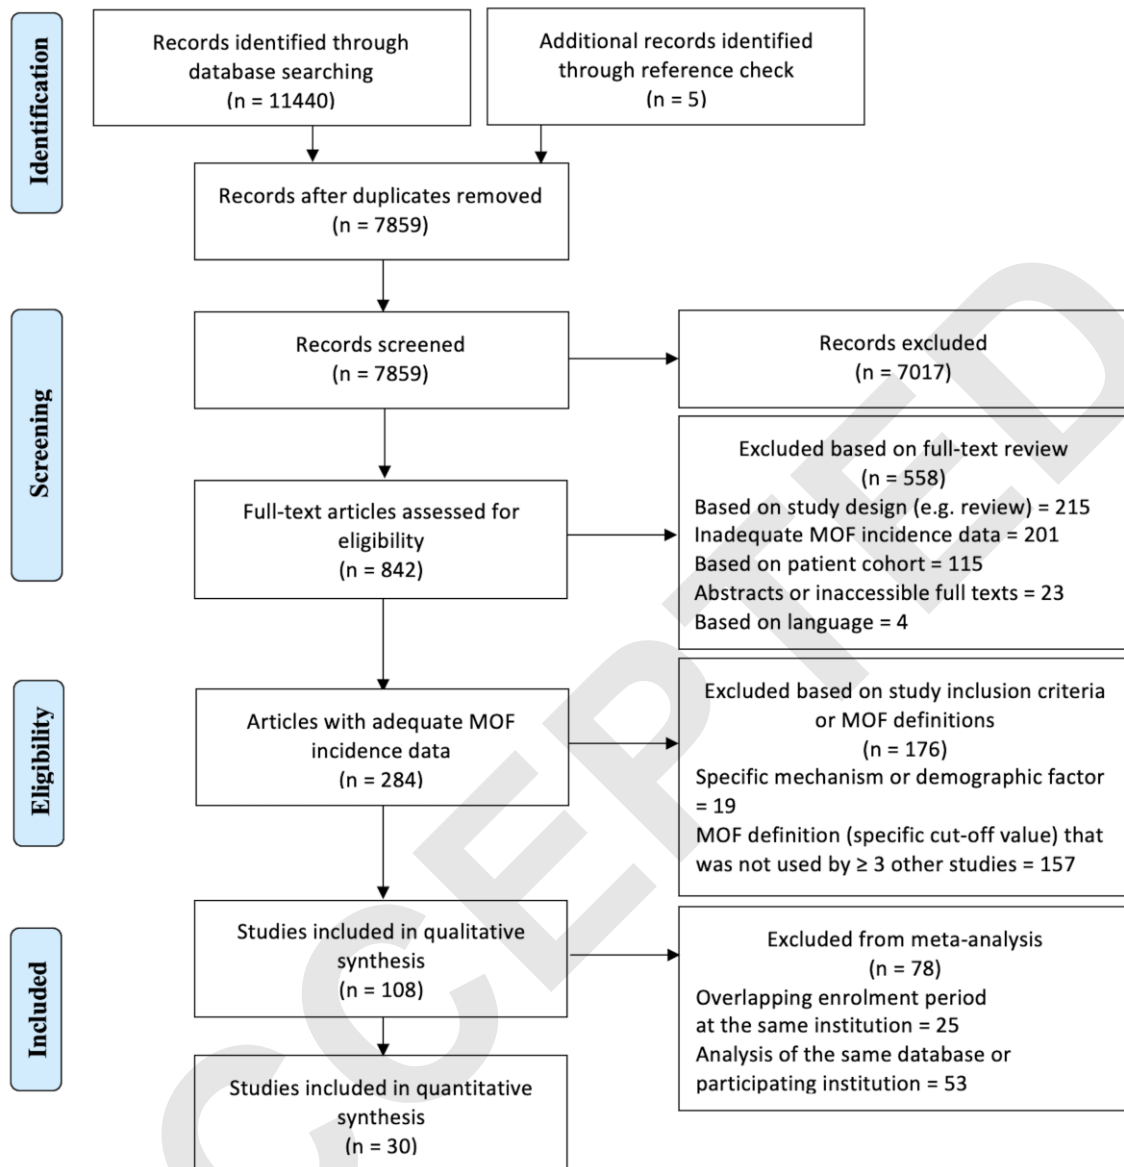 Identification
Records identified through
database searching
(n = 11440)
Additional records identified
through reference check
(n = 5)
Records after duplicates removed
(n = 7859)
Screening
Records screened
(n = 7859)
Records excluded
(n = 7017)
Full-text articles assessed for
eligibility
(n = 842)
Excluded based on full-text review
(n = 558)
Based on study design (e.g. review) = 215
Inadequate MOF incidence data = 201
Based on patient cohort = 115
Abstracts or inaccessible full texts = 23
Based on language = 4
Eligibility
Articles with adequate MOF
incidence data
(n = 284)
Excluded based on study inclusion criteria
or MOF definitions
(n = 176)
Specific mechanism or demographic factor
= 19
MOF definition (specific cut-off value) that
was not used by ≥ 3 other studies = 157
Included
Studies included in qualitative
synthesis
(n = 108)
Excluded from meta-analysis
(n = 78)
Overlapping enrolment period
at the same institution = 25
Analysis of the same database or
participating institution = 53
Studies included in quantitative
synthesis
(n = 30)
CCEPTED